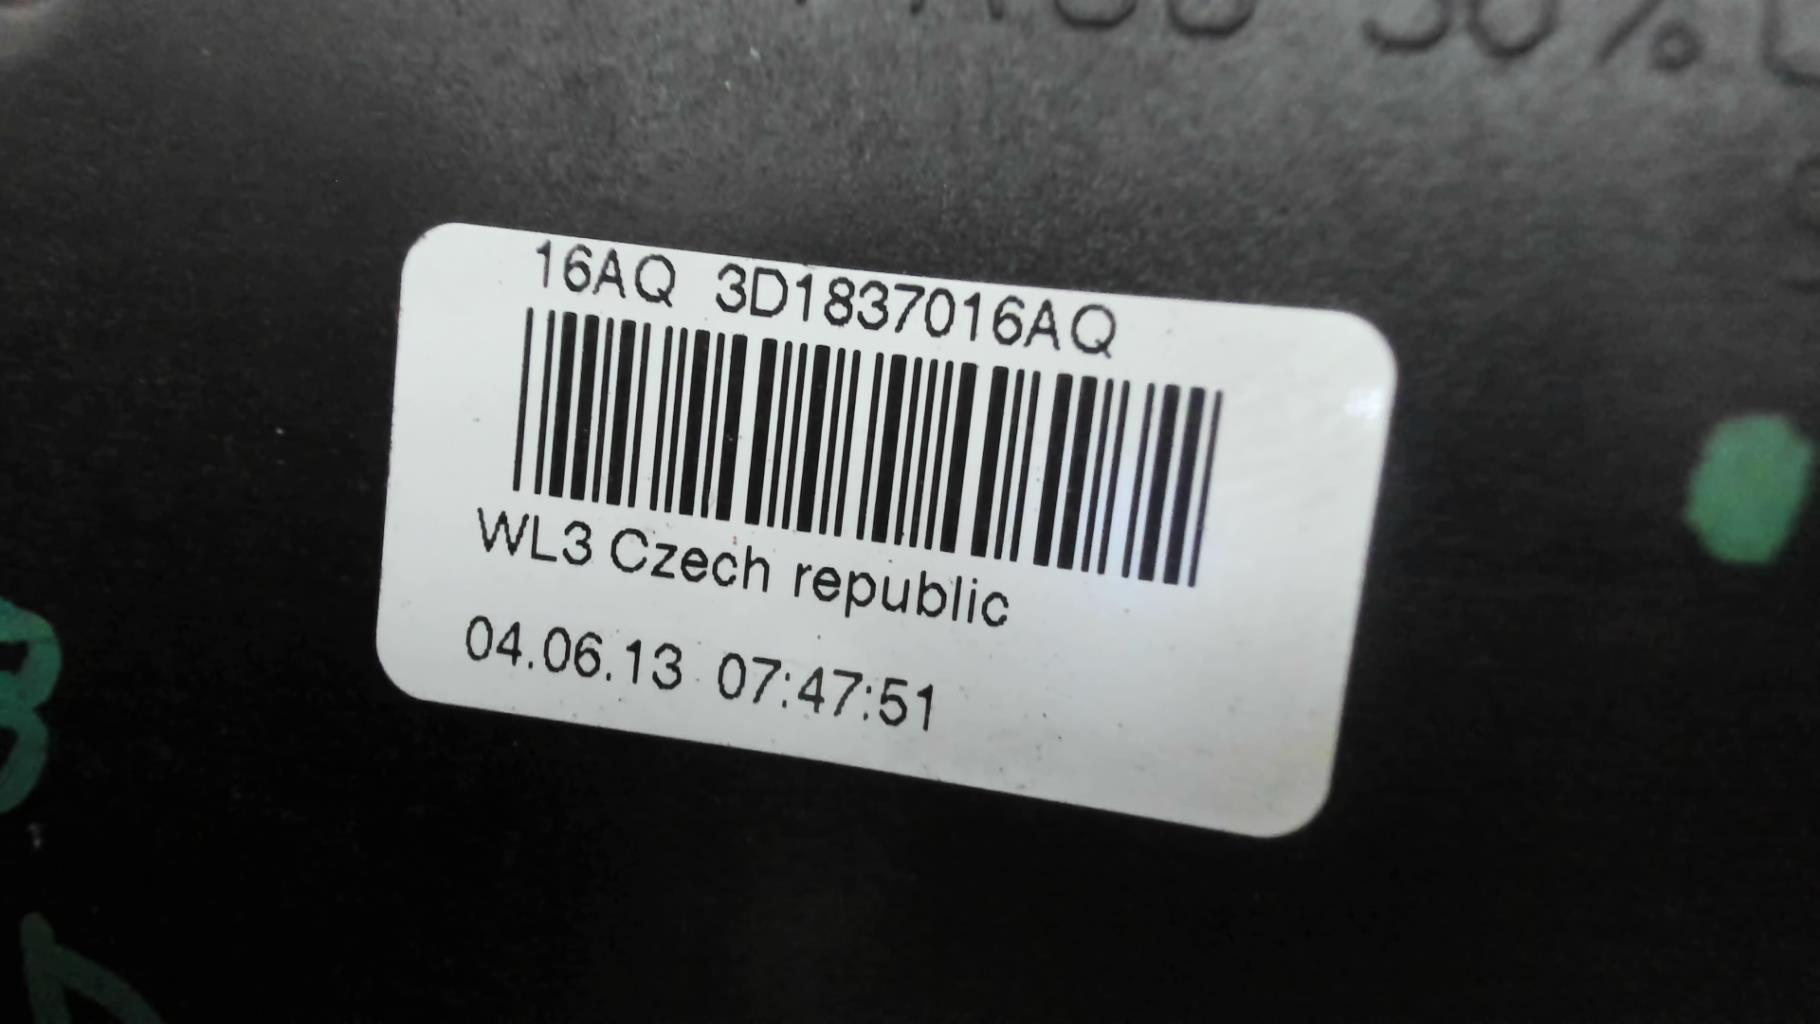 16AQ 3D1837016AQ
WL3 Czech republic
04.06.13 07:47:51